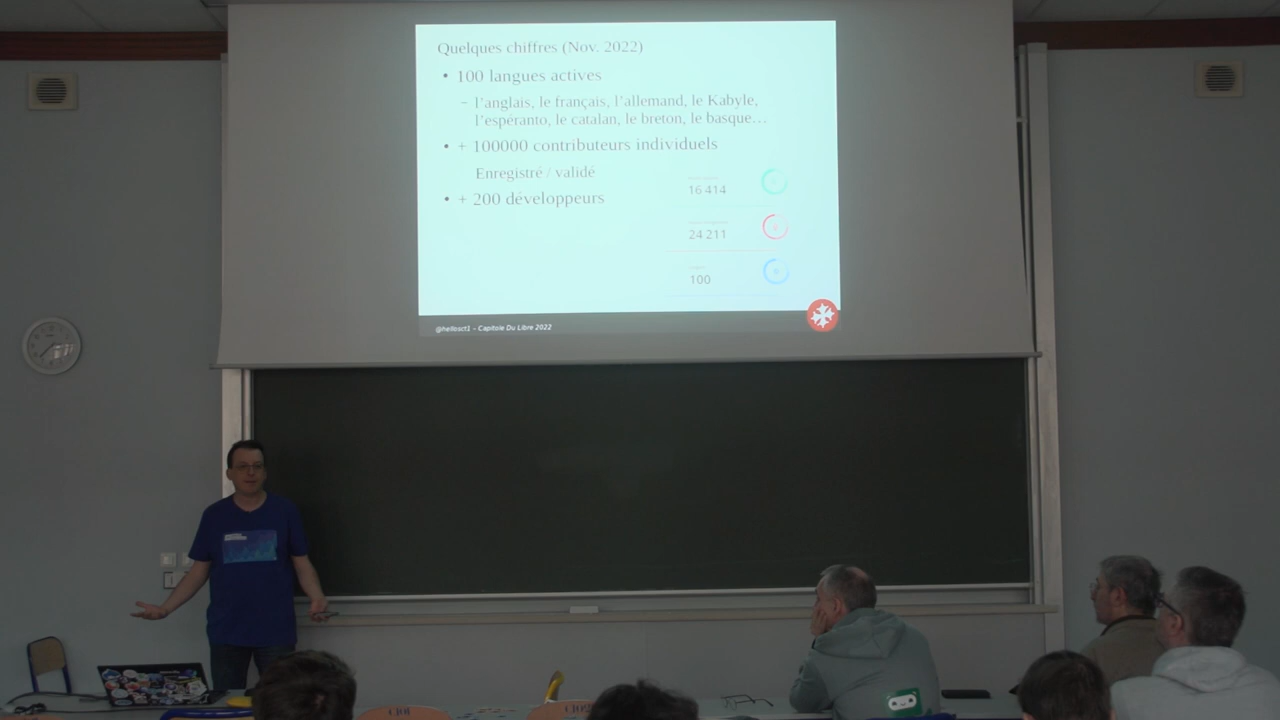 Quelques chiffres (Nov. 2022)
• 100 langues actives
– l'anglais, le français, l'allemand, le Kabyle,
l'espéranto, le catalan, le breton, le basque…
• + 100000 contributeurs individuels
Enregistré / validé
• + 200 développeurs
16 414
24 211
100
@hellosct1 – Capitole Du Libre 2022